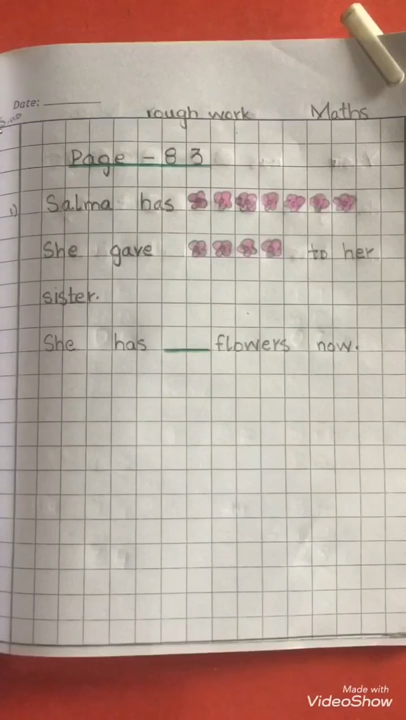 Date:
rough work Maths
Page - 83
1) Salma has
She gave to her
sister.
She has ___ flowers now.
Made with
VideoShow